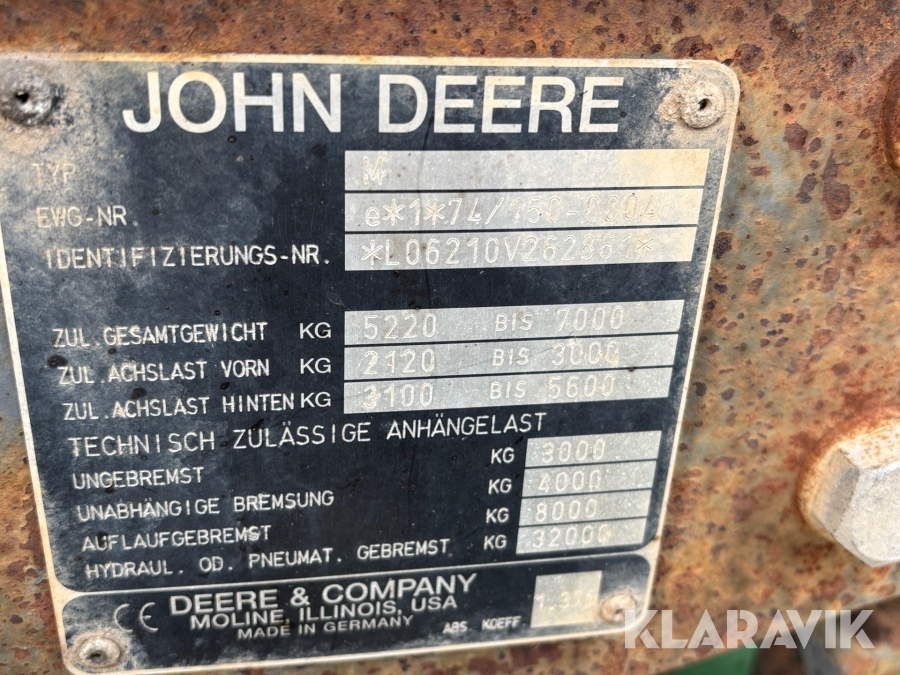 JOHN DEERE
TYP M
EWG-NR. e*1*74/150-
IDENTIFIZIERUNGS-NR. *L06210V262861*
ZUL.GESAMTGEWICHT KG 5220 BIS 7000
ZUL.ACHSLAST VORN KG 2120 BIS 3000
ZUL.ACHSLAST HINTEN KG 3100 BIS 5600
TECHNISCH ZULÄSSIGE ANHÄNGELAST
UNGEBREMST KG 3000
UNABHÄNGIGE BREMSUNG KG 4000
AUFLAUFGEBREMST KG 8000
HYDRAUL. OD. PNEUMAT. GEBREMST KG 32000
CE DEERE & COMPANY
MOLINE, ILLINOIS, USA
MADE IN GERMANY ABS. KOEFF.
KLARAVIK